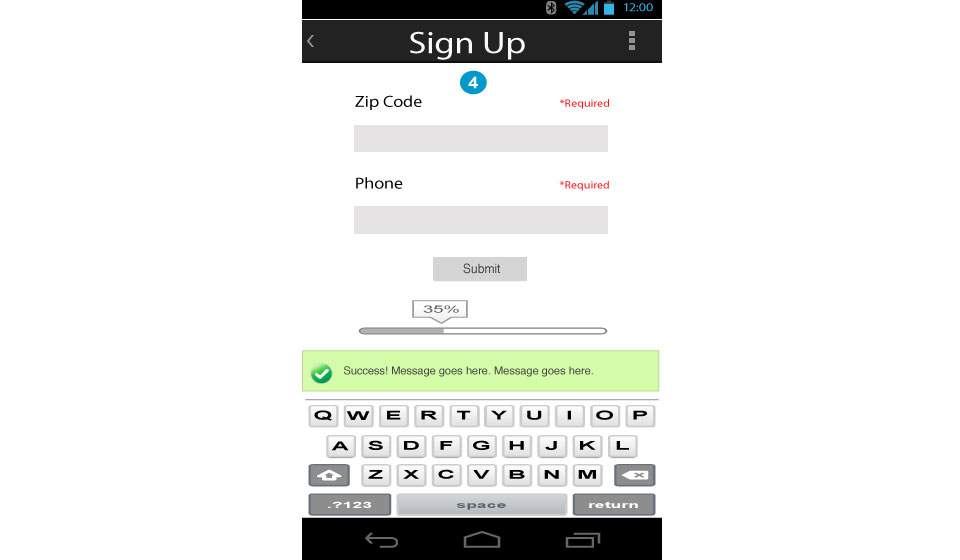 12:00
Sign Up
4
Zip Code *Required
Phone *Required
Submit
35%
Success! Message goes here. Message goes here.
Q W E R T Y U I O P
A S D F G H J K L
Z X C V B N M
.?123 space return